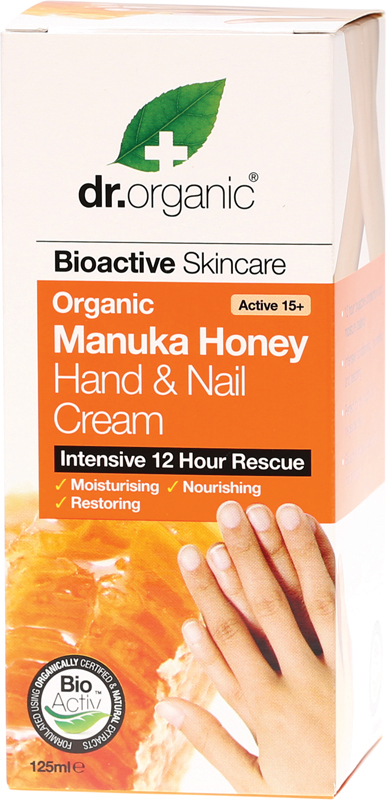 dr.organic®
Bioactive Skincare
Organic
Active 15+
Manuka Honey
Hand & Nail
Cream
Intensive 12 Hour Rescue
✓ Moisturising ✓ Nourishing
✓ Restoring
FORMULATED USING ORGANICALLY CERTIFIED & NATURAL EXTRACTS
Bio
Activ™
125ml℮